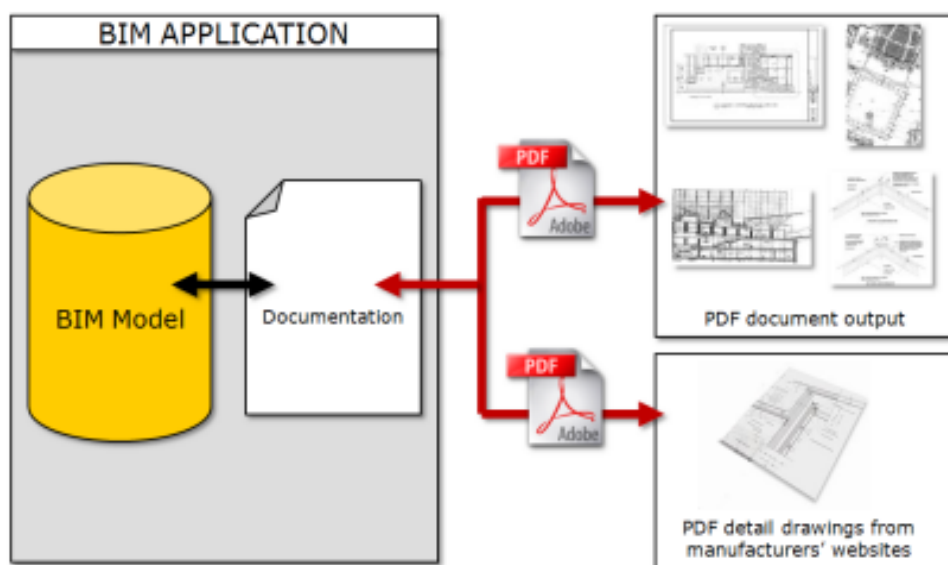 BIM APPLICATION
BIM Model
Documentation
PDF
Adobe
PDF document output
PDF
Adobe
PDF detail drawings from
manufacturers' websites